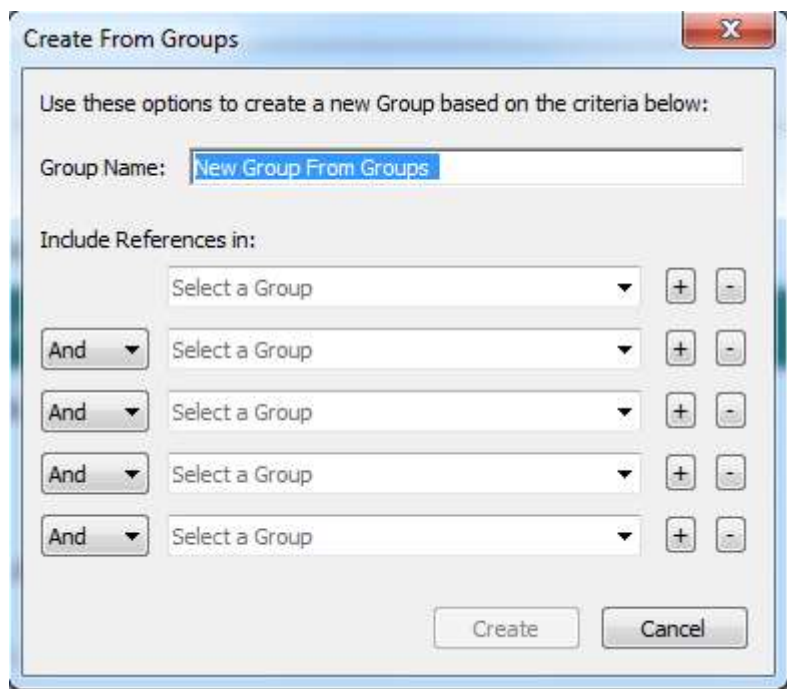 Create From Groups
Use these options to create a new Group based on the criteria below:
Group Name: New Group From Groups
Include References in:
Select a Group + -
And Select a Group + -
And Select a Group + -
And Select a Group + -
And Select a Group + -
Create Cancel